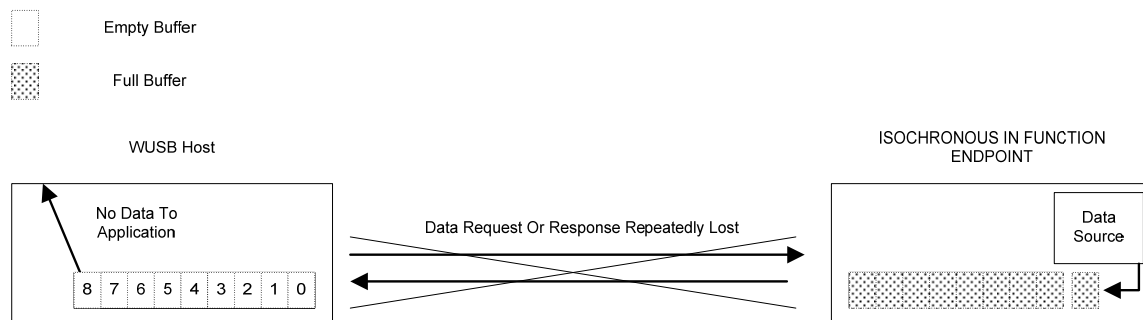 Empty Buffer
Full Buffer
WUSB Host
ISOCHRONOUS IN FUNCTION
ENDPOINT
No Data To
Application
Data Request Or Response Repeatedly Lost
Data
Source
8 7 6 5 4 3 2 1 0